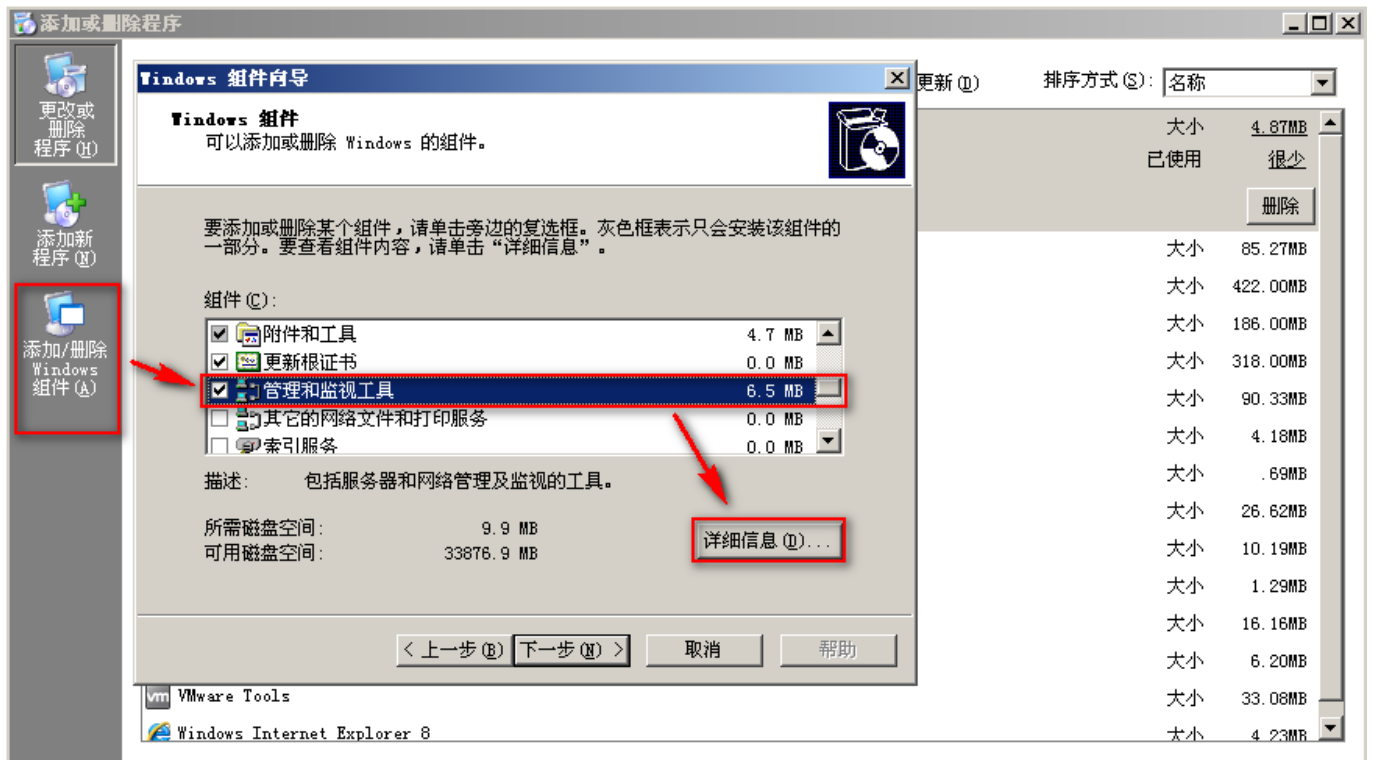 添加或删除程序
更改或
删除
程序(H)
添加新
程序(N)
添加/删除
Windows
组件(A)
更新(D)
排序方式(S):
名称
Windows 组件向导
Windows 组件
可以添加或删除 Windows 的组件。
要添加或删除某个组件，请单击旁边的复选框。灰色框表示只会安装该组件的
一部分。要查看组件内容，请单击“详细信息”。
组件(C):
附件和工具 4.7 MB
更新根证书 0.0 MB
管理和监视工具 6.5 MB
其它的网络文件和打印服务 0.0 MB
索引服务 0.0 MB
描述: 包括服务器和网络管理及监视的工具。
所需磁盘空间: 9.9 MB
可用磁盘空间: 33876.9 MB
详细信息(D)...
< 上一步(B)
下一步(N) >
取消
帮助
大小 4.87MB
已使用 很少
删除
大小 85.27MB
大小 422.00MB
大小 186.00MB
大小 318.00MB
大小 90.33MB
大小 4.18MB
大小 .69MB
大小 26.62MB
大小 10.19MB
大小 1.29MB
大小 16.16MB
大小 6.20MB
vm VMware Tools 大小 33.08MB
Windows Internet Explorer 8 大小 4.23MB